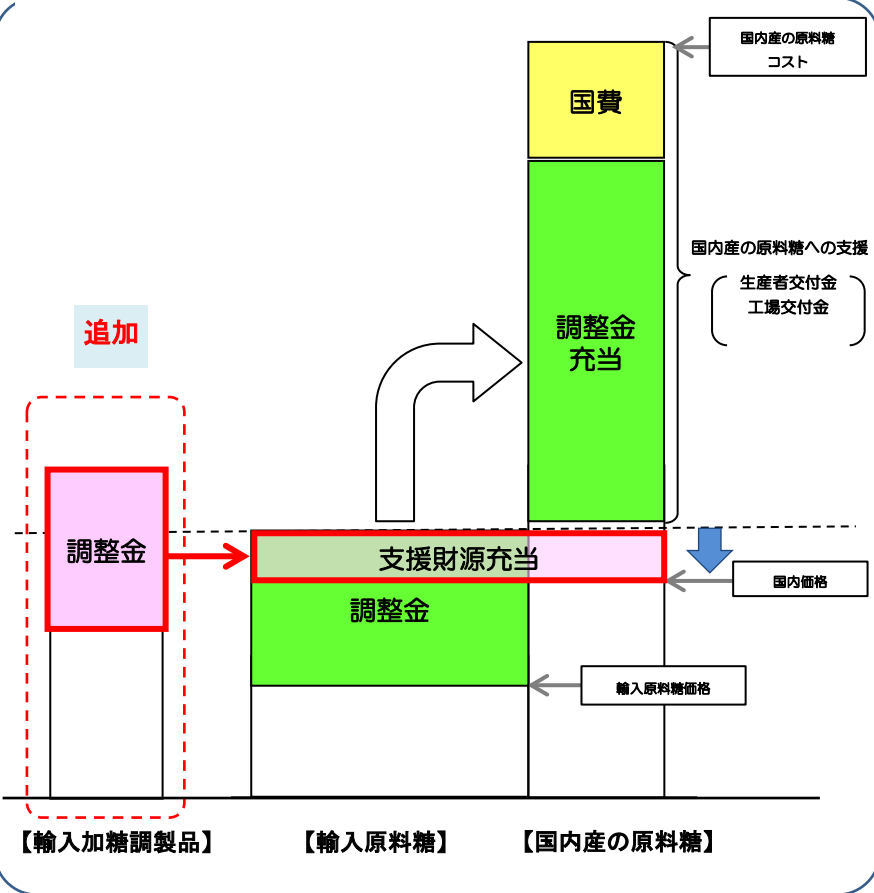 国内産の原料糖
コスト
国費
国内産の原料糖への支援
生産者交付金
工場交付金
追加
調整金
充当
調整金
支援財源充当
調整金
国内価格
輸入原料糖価格
【輸入加糖調製品】
【輸入原料糖】
【国内産の原料糖】